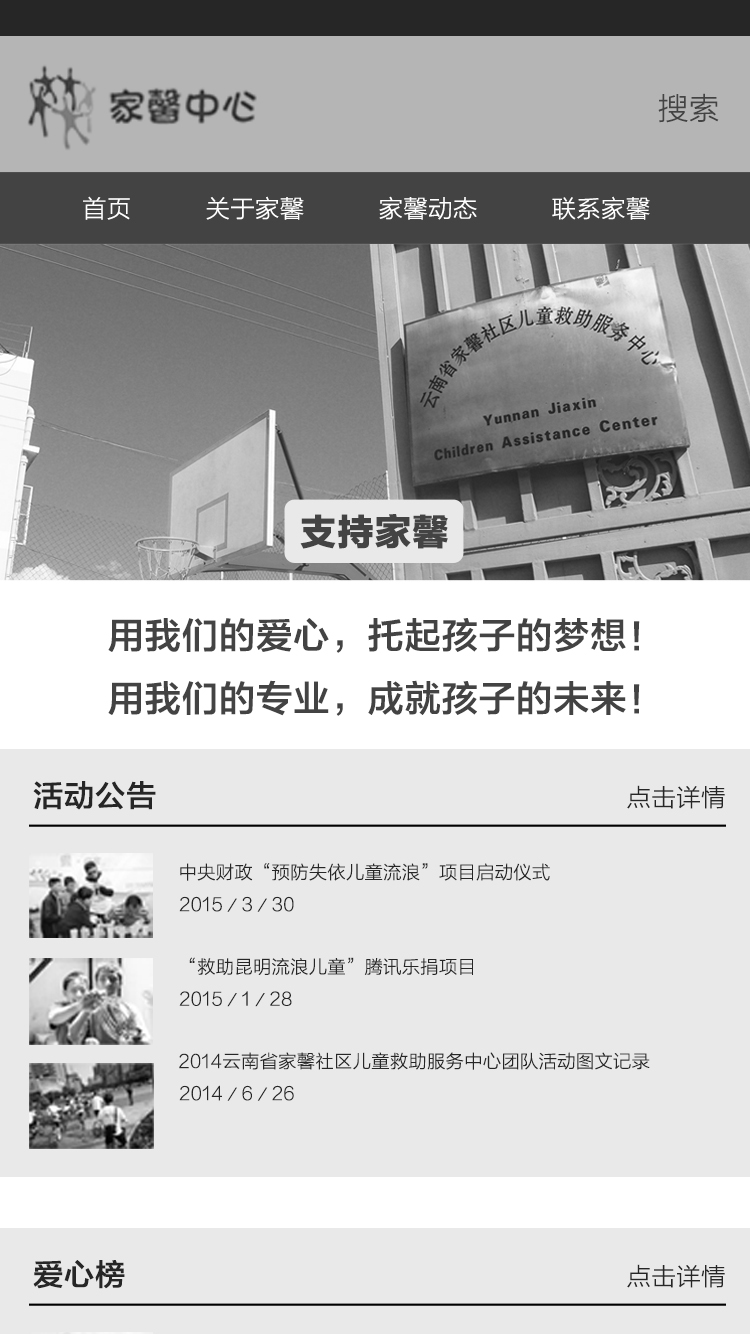 家馨中心
搜索
首页 关于家馨 家馨动态 联系家馨
云南省家馨社区儿童救助服务中心
Yunnan Jiaxin
Children Assistance Center
支持家馨
用我们的爱心，托起孩子的梦想！
用我们的专业，成就孩子的未来！
活动公告 点击详情
中央财政“预防失依儿童流浪”项目启动仪式
2015 / 3 / 30
“救助昆明流浪儿童”腾讯乐捐项目
2015 / 1 / 28
2014云南省家馨社区儿童救助服务中心团队活动图文记录
2014 / 6 / 26
爱心榜 点击详情